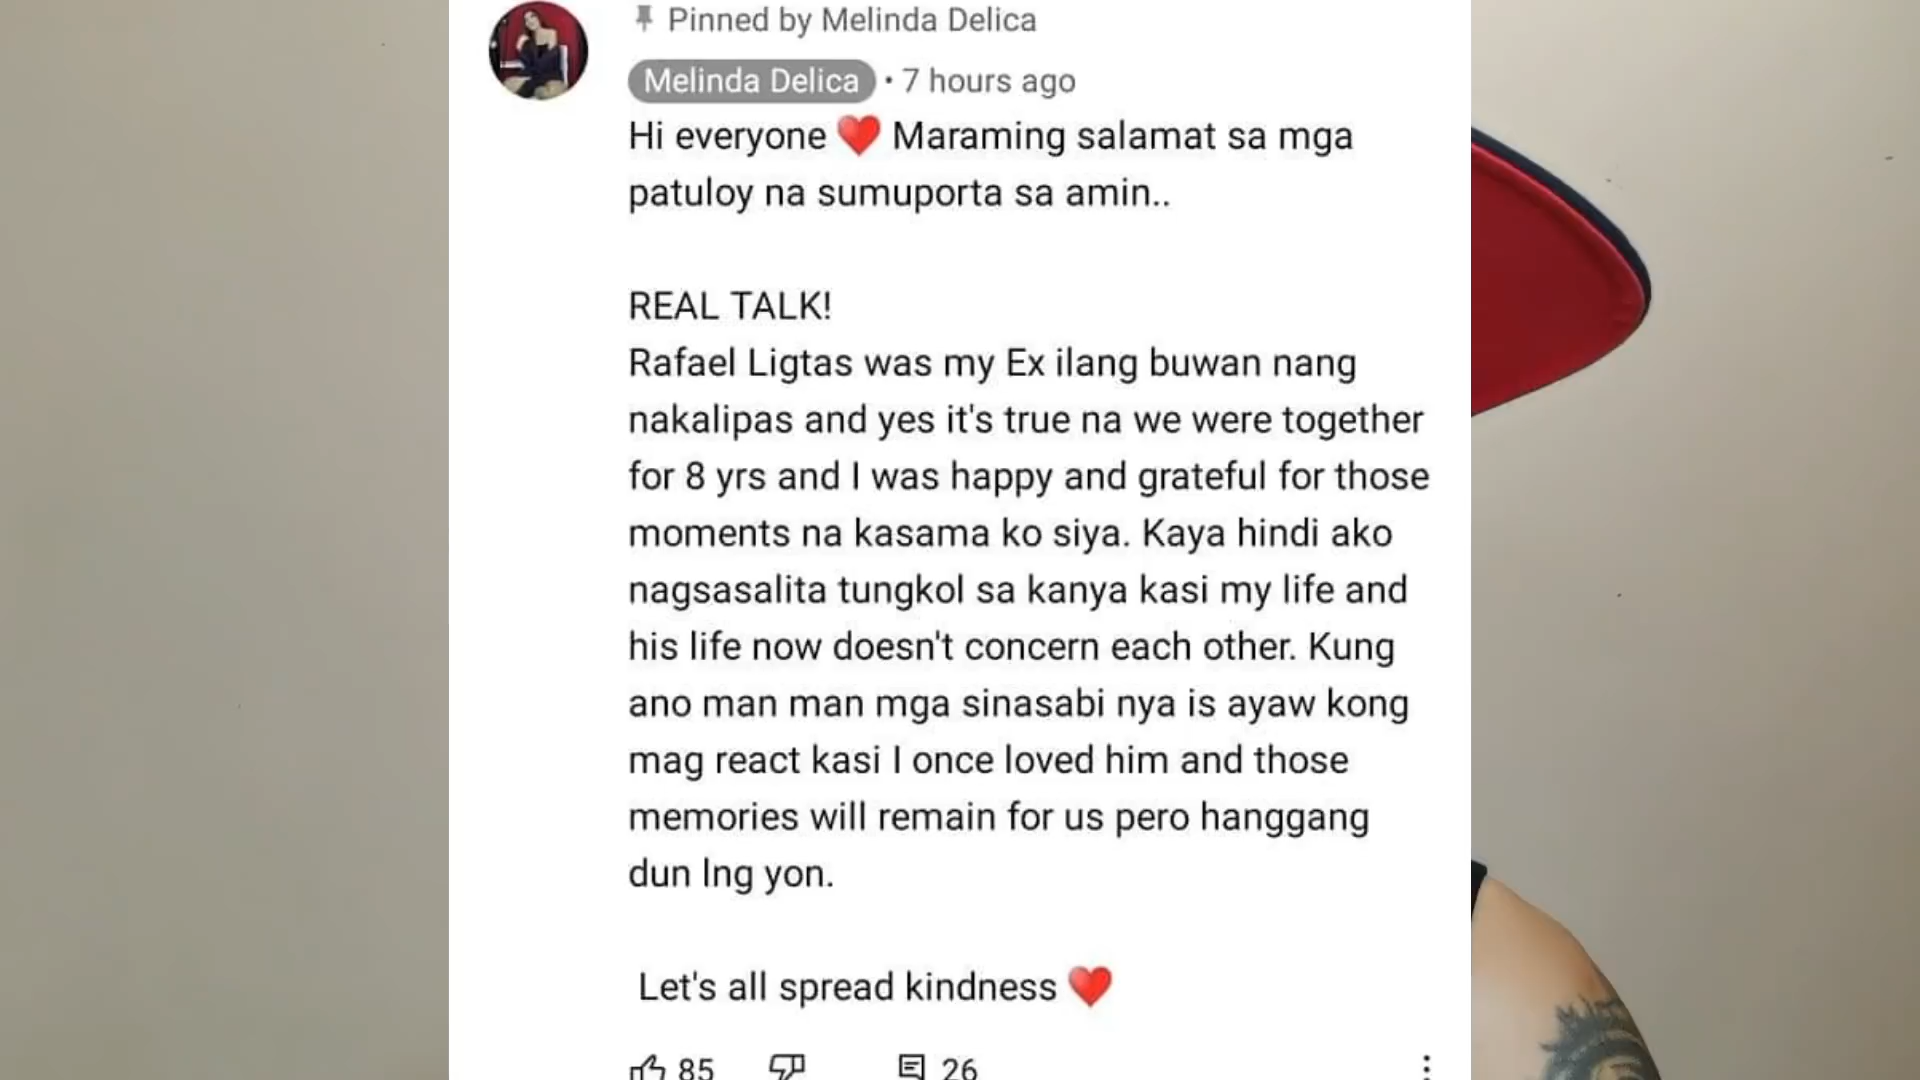 Pinned by Melinda Delica
Melinda Delica • 7 hours ago
Hi everyone ❤️ Maraming salamat sa mga
patuloy na sumuporta sa amin..
REAL TALK!
Rafael Ligtas was my Ex ilang buwan nang
nakalipas and yes it's true na we were together
for 8 yrs and I was happy and grateful for those
moments na kasama ko siya. Kaya hindi ako
nagsasalita tungkol sa kanya kasi my life and
his life now doesn't concern each other. Kung
ano man man mga sinasabi nya is ayaw kong
mag react kasi I once loved him and those
memories will remain for us pero hanggang
dun lng yon.
Let's all spread kindness ❤️
85 26